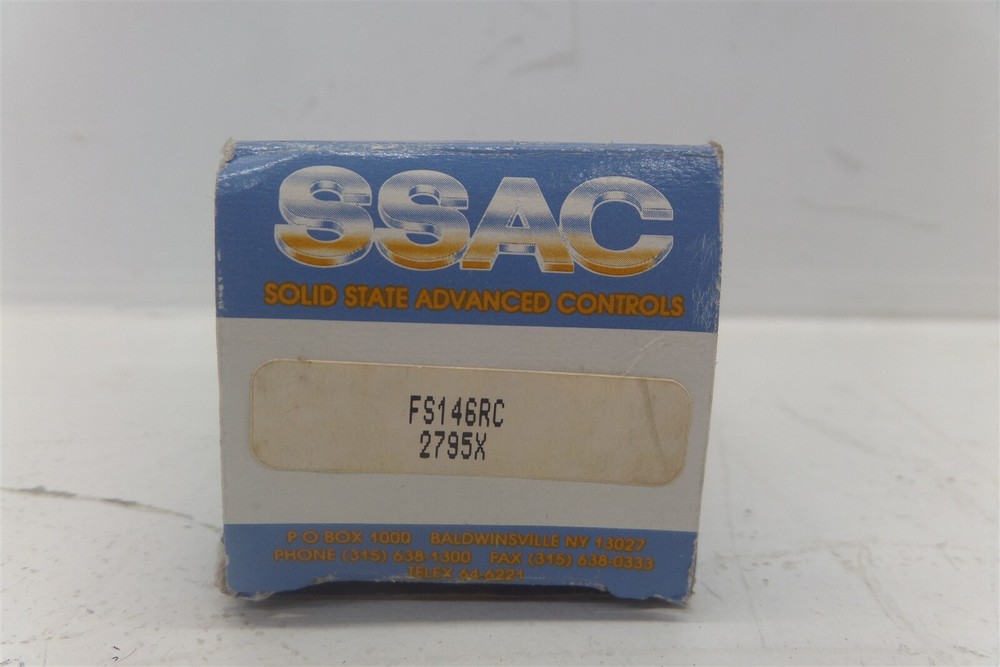 SSAC
SOLID STATE ADVANCED CONTROLS
FS146RC
2795X
P O BOX 1000 BALDWINSVILLE NY 13027
PHONE (315) 638-1300 FAX (315) 638-0333
TELEX 64-6221